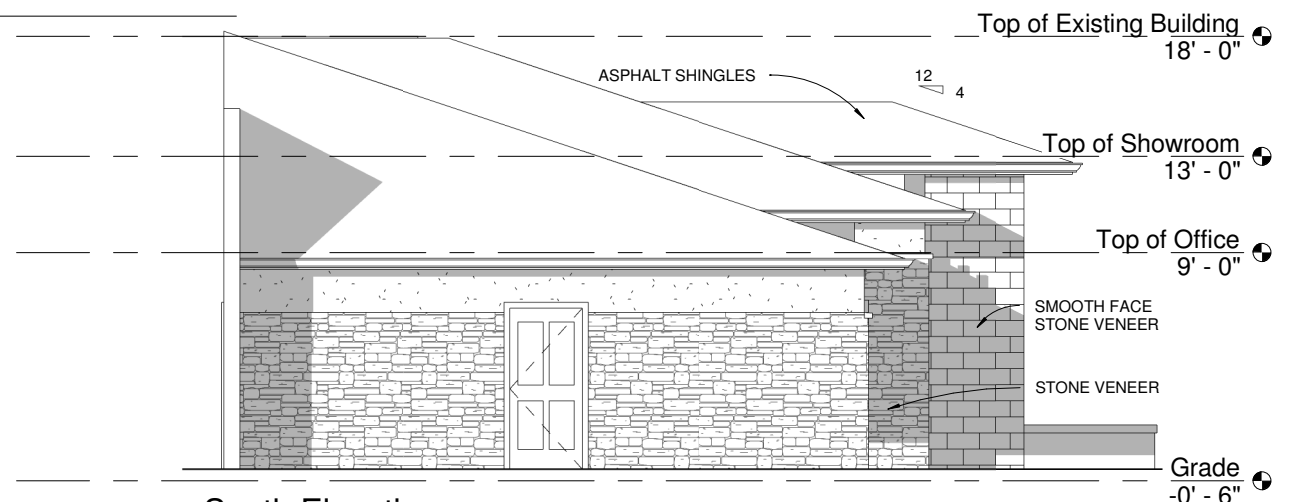 Top of Existing Building
18' - 0"
ASPHALT SHINGLES
12
4
Top of Showroom
13' - 0"
Top of Office
9' - 0"
SMOOTH FACE
STONE VENEER
STONE VENEER
Grade
-0' - 6"